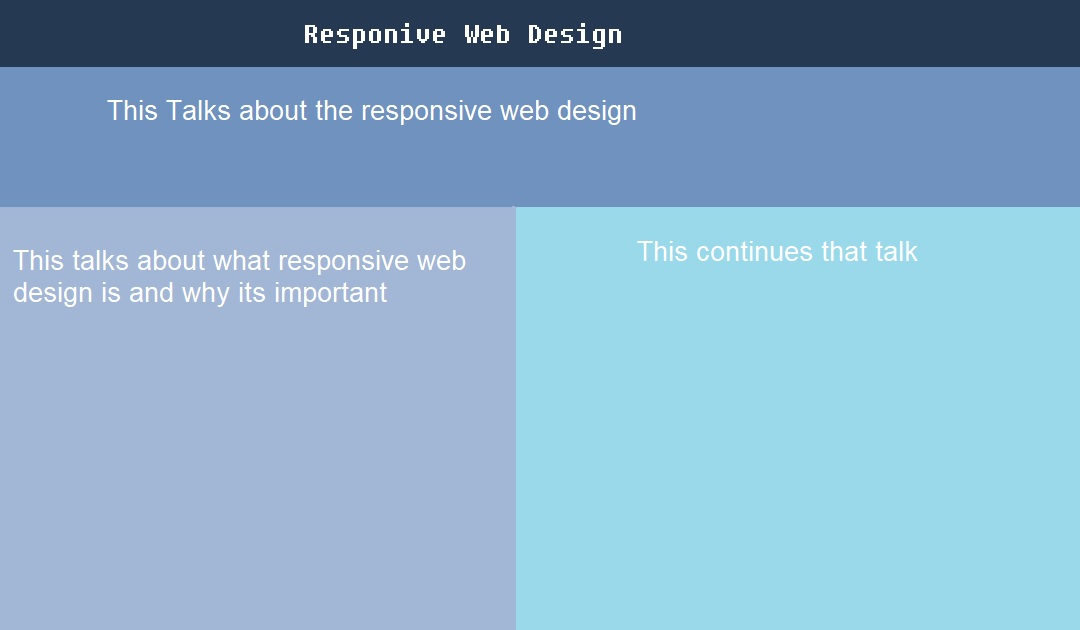 Responive Web Design
This Talks about the responsive web design
This talks about what responsive web
design is and why its important
This continues that talk